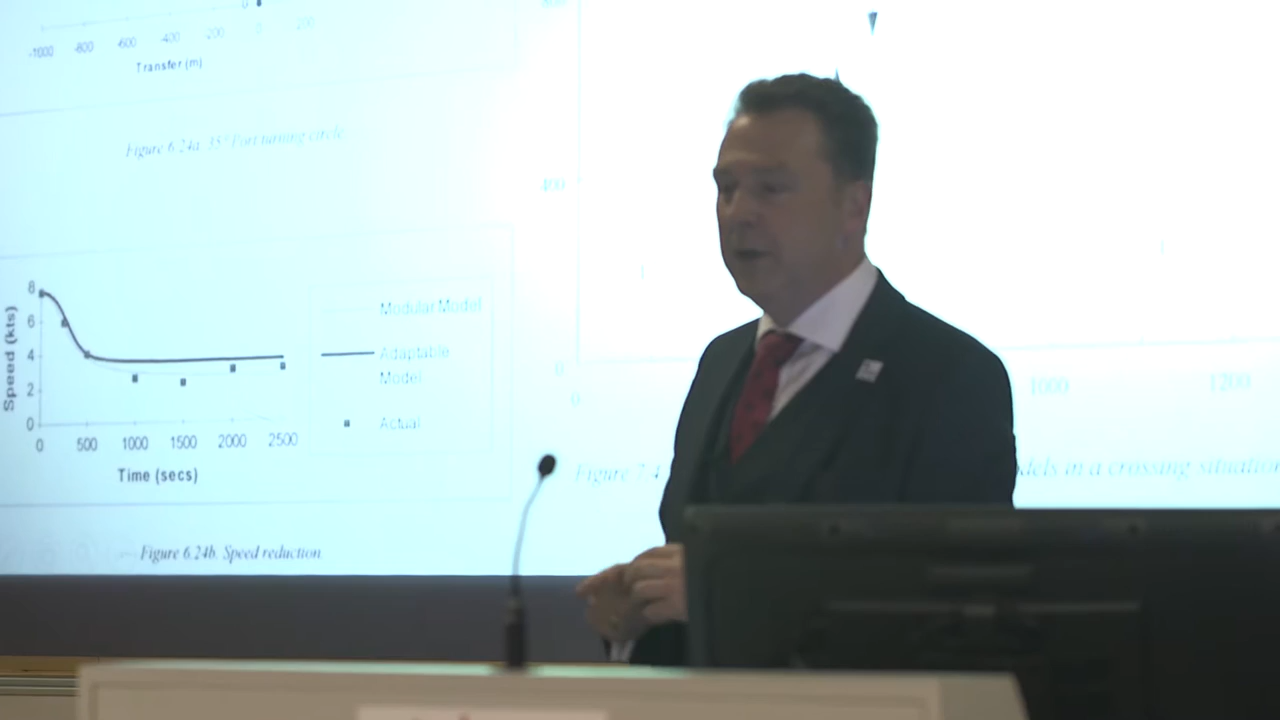 0
-1000 -800 -600 -400 -200 0 200
Transfer (m)
Figure 6.24a. 35° Port turning circle.
Speed (kts)
8
6
4
2
0
0 500 1000 1500 2000 2500
Time (secs)
Modular Model
Adaptable
Model
Actual
Figure 6.24b. Speed reduction.
400
0
0
1000 1200
Figure 7.4
dels in a crossing situation